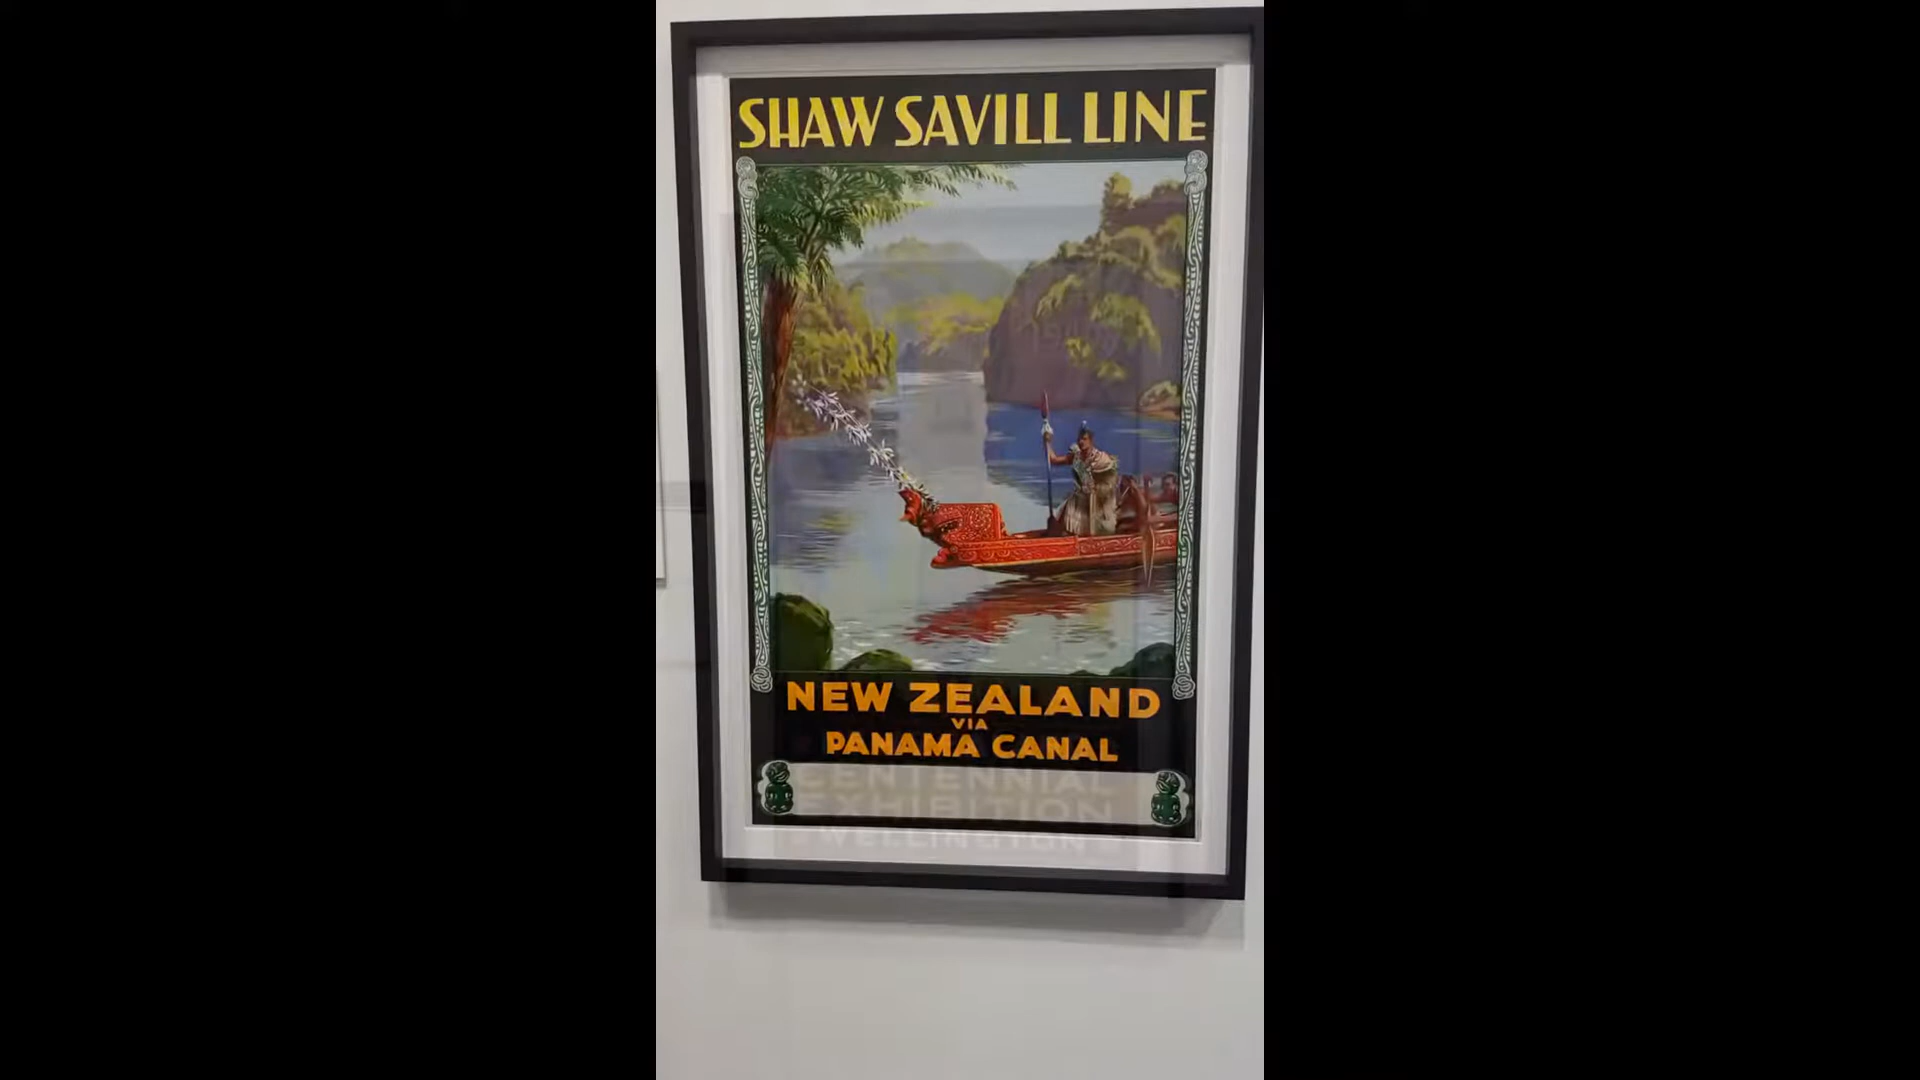 SHAW SAVILL LINE
NEW ZEALAND
VIA
PANAMA CANAL
CENTENNIAL
EXHIBITION
WELLINGTON